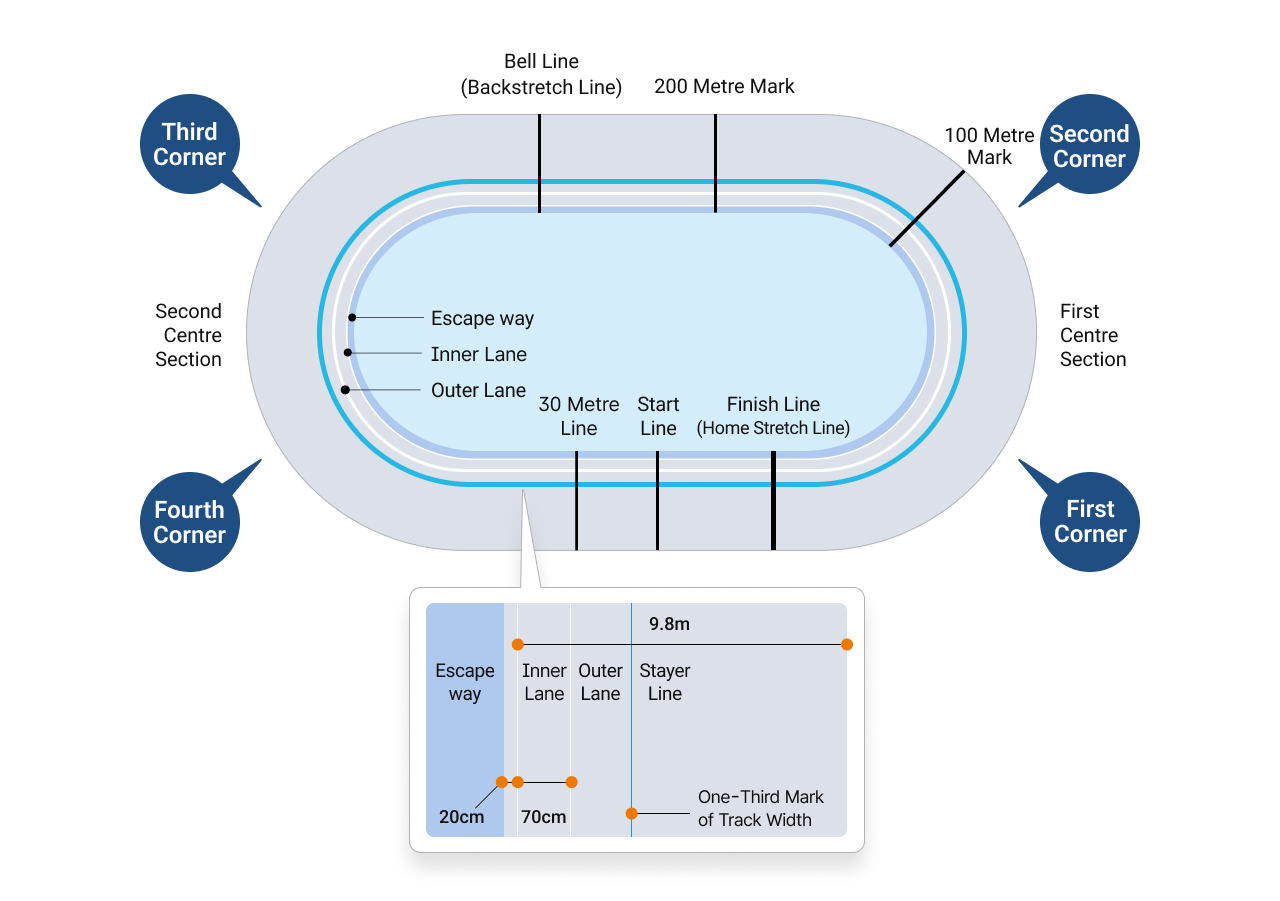 Bell Line
(Backstretch Line)
200 Metre Mark
Third
Corner
100 Metre
Mark
Second
Corner
Second
Centre
Section
Escape way
Inner Lane
Outer Lane
First
Centre
Section
30 Metre
Line
Start
Line
Finish Line
(Home Stretch Line)
Fourth
Corner
First
Corner
9.8m
Escape
way
Inner
Lane
Outer
Lane
Stayer
Line
20cm
70cm
One-Third Mark
of Track Width